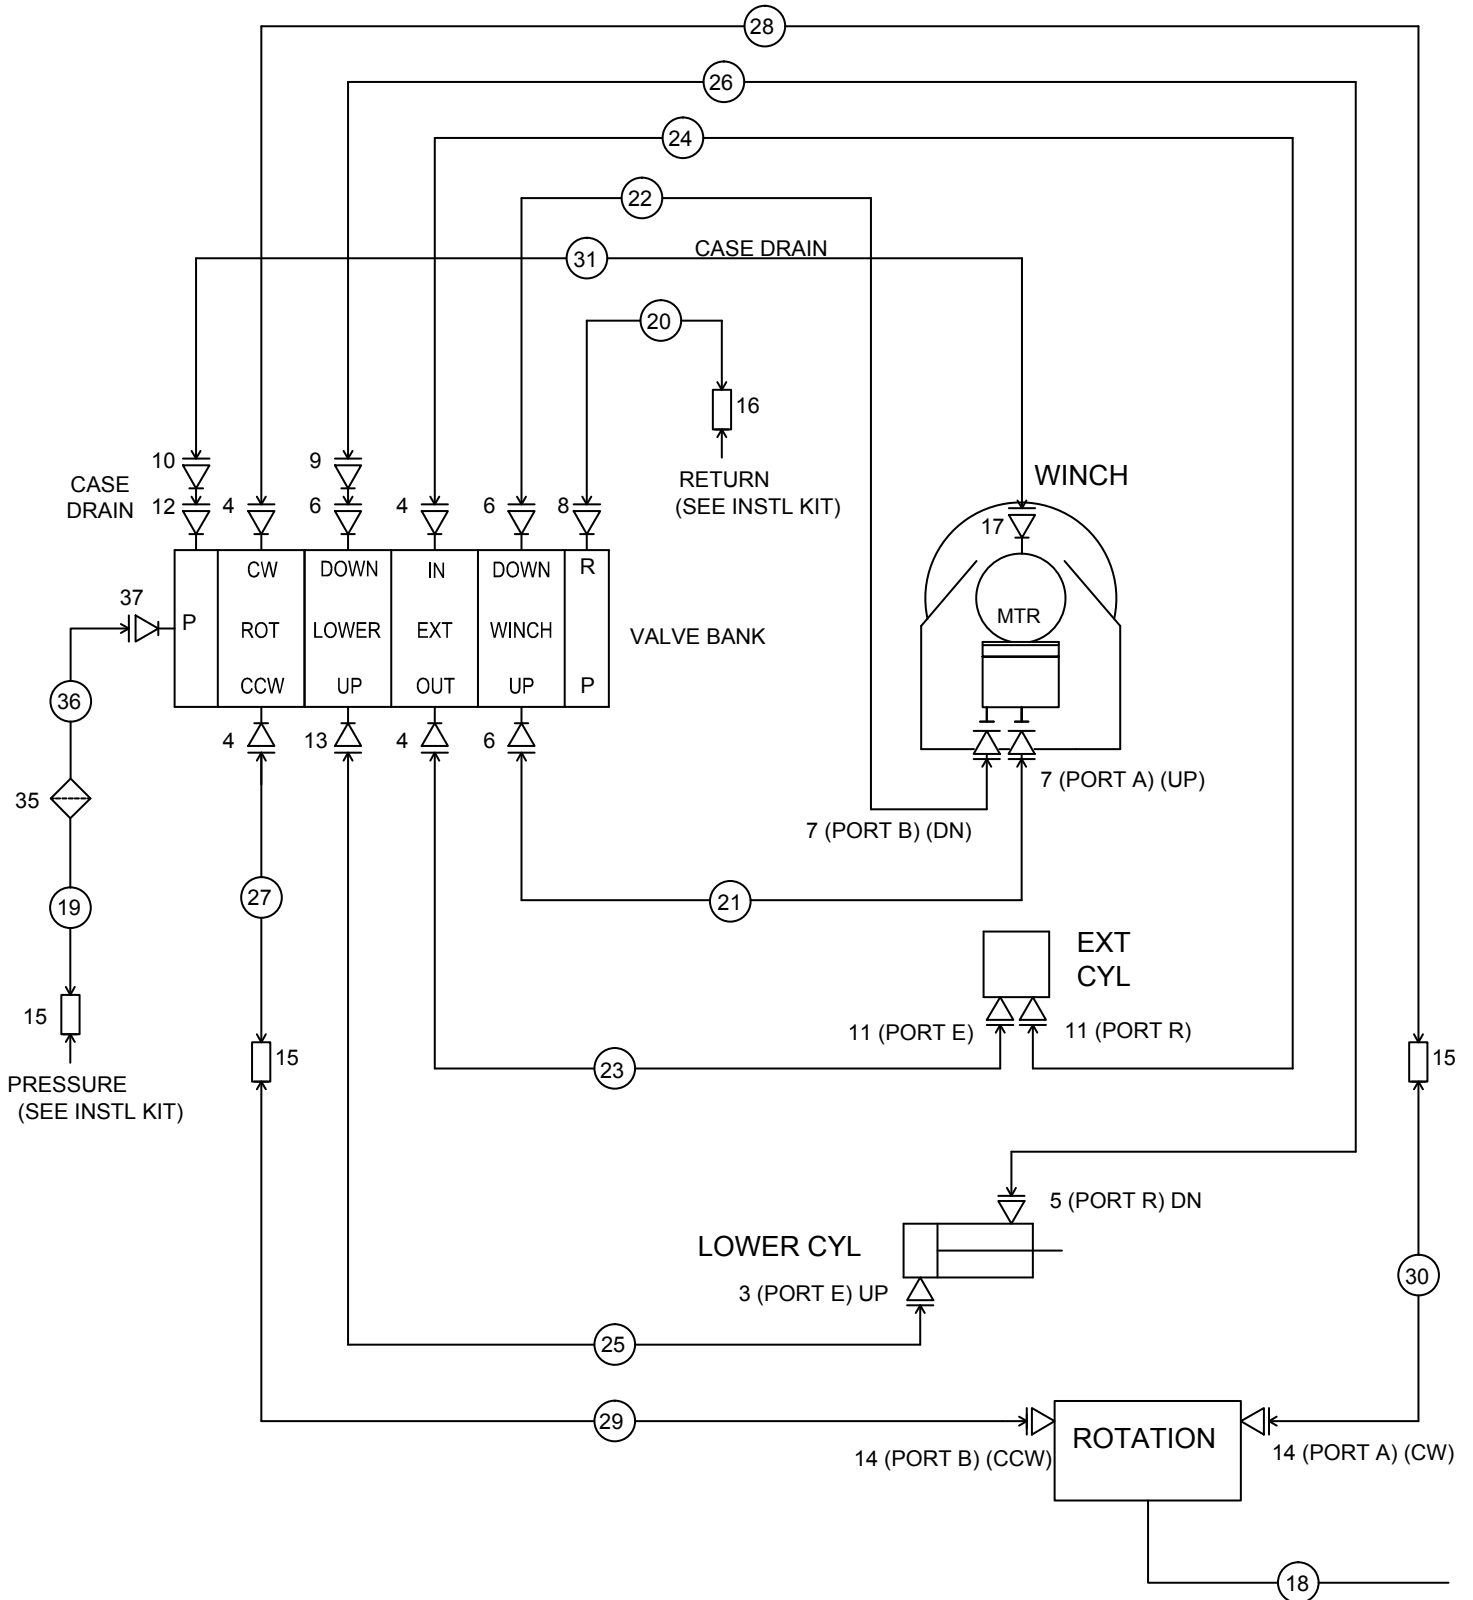 28
26
24
22
31
CASE DRAIN
20
16
RETURN
(SEE INSTL KIT)
WINCH
17
MTR
10
9
CASE
DRAIN
12
4
6
4
6
8
CW
DOWN
IN
DOWN
R
37
P
ROT
LOWER
EXT
WINCH
VALVE BANK
CCW
UP
OUT
UP
P
4
13
4
6
36
35
19
15
PRESSURE
(SEE INSTL KIT)
27
15
7 (PORT A) (UP)
7 (PORT B) (DN)
21
EXT
CYL
11 (PORT E)
11 (PORT R)
23
15
5 (PORT R) DN
LOWER CYL
3 (PORT E) UP
30
25
29
ROTATION
14 (PORT B) (CCW)
14 (PORT A) (CW)
18